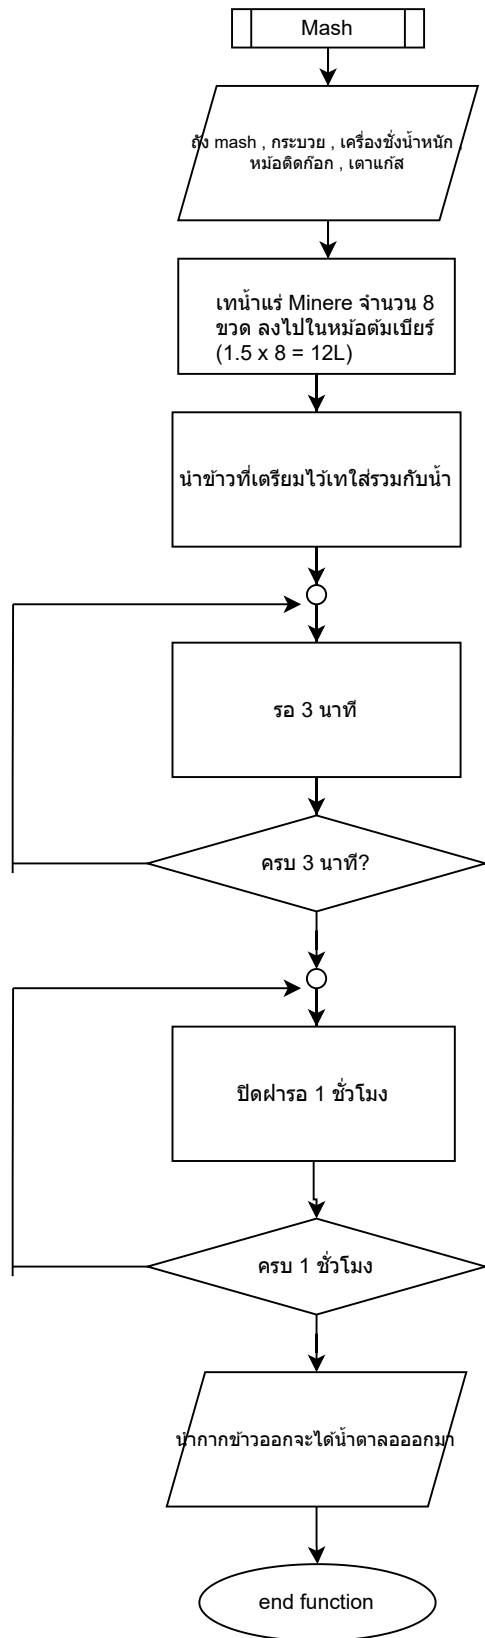 Mash
ถัง mash , กระบวย , เครื่องชั่งน้ำหนัก ,
หม้อติดก๊อก , เตาแก้ส
เทน้ำแร่ Minere จำนวน 8
ขวด ลงไปในหม้อต้มเบียร์
(1.5 x 8 = 12L)
นำข้าวที่เตรียมไว้เทใส่รวมกับน้ำ
รอ 3 นาที
ครบ 3 นาที?
ปิดฝารอ 1 ชั่วโมง
ครบ 1 ชั่วโมง
นำกากข้าวออกจะได้น้ำตาลอออกมา
end function